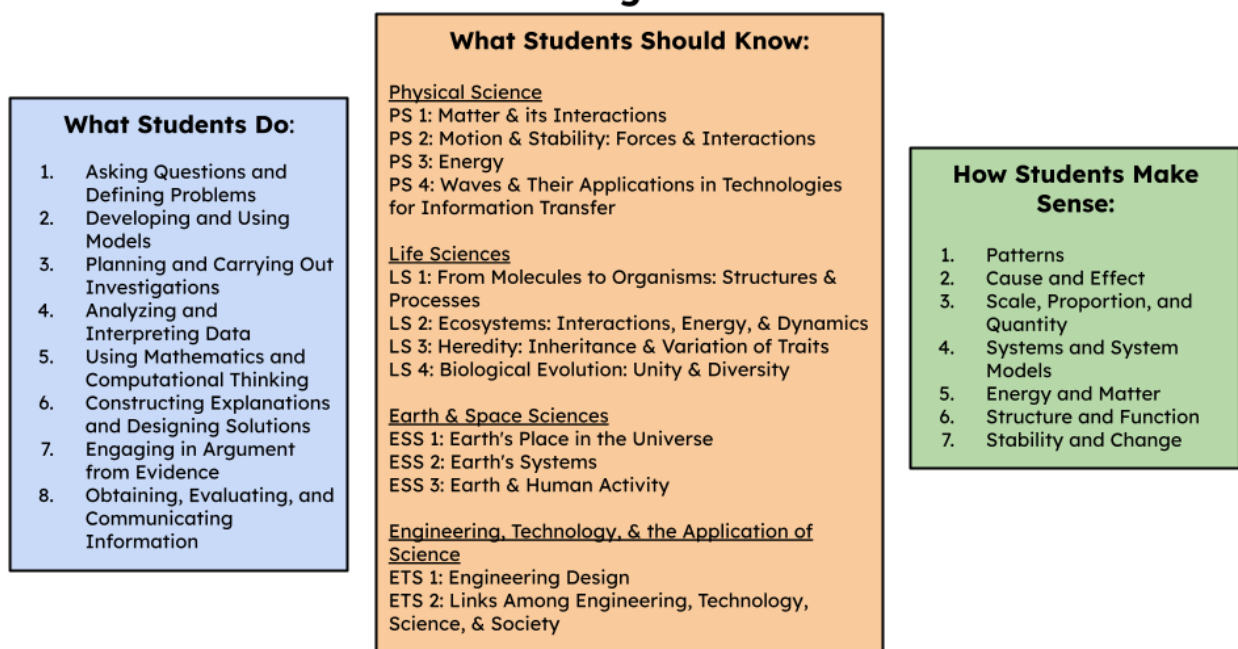 What Students Do:
1. Asking Questions and
Defining Problems
2. Developing and Using
Models
3. Planning and Carrying Out
Investigations
4. Analyzing and
Interpreting Data
5. Using Mathematics and
Computational Thinking
6. Constructing Explanations
and Designing Solutions
7. Engaging in Argument
from Evidence
8. Obtaining, Evaluating, and
Communicating
Information
What Students Should Know:
Physical Science
PS 1: Matter & its Interactions
PS 2: Motion & Stability: Forces & Interactions
PS 3: Energy
PS 4: Waves & Their Applications in Technologies
for Information Transfer
Life Sciences
LS 1: From Molecules to Organisms: Structures &
Processes
LS 2: Ecosystems: Interactions, Energy, & Dynamics
LS 3: Heredity: Inheritance & Variation of Traits
LS 4: Biological Evolution: Unity & Diversity
Earth & Space Sciences
ESS 1: Earth's Place in the Universe
ESS 2: Earth's Systems
ESS 3: Earth & Human Activity
Engineering, Technology, & the Application of
Science
ETS 1: Engineering Design
ETS 2: Links Among Engineering, Technology,
Science, & Society
How Students Make
Sense:
1. Patterns
2. Cause and Effect
3. Scale, Proportion, and
Quantity
4. Systems and System
Models
5. Energy and Matter
6. Structure and Function
7. Stability and Change